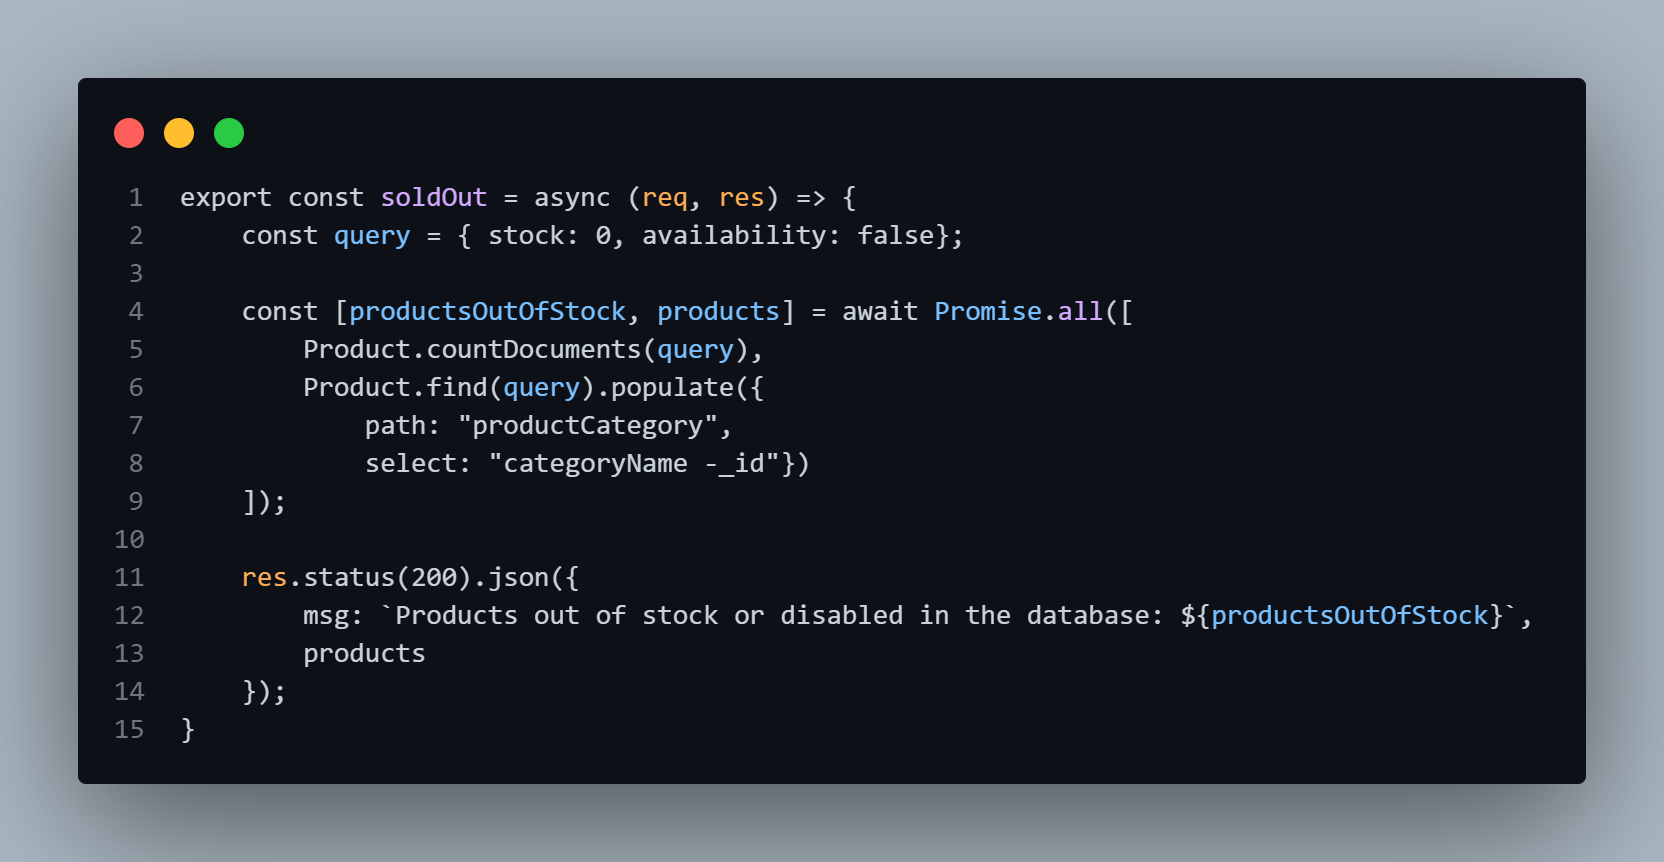 1 export const soldOut = async (req, res) => {
2     const query = { stock: 0, availability: false};
3
4     const [productsOutOfStock, products] = await Promise.all([
5         Product.countDocuments(query),
6         Product.find(query).populate({
7             path: "productCategory",
8             select: "categoryName -_id"})
9     ]);
10
11     res.status(200).json({
12         msg: `Products out of stock or disabled in the database: ${productsOutOfStock}`,
13         products
14     });
15 }